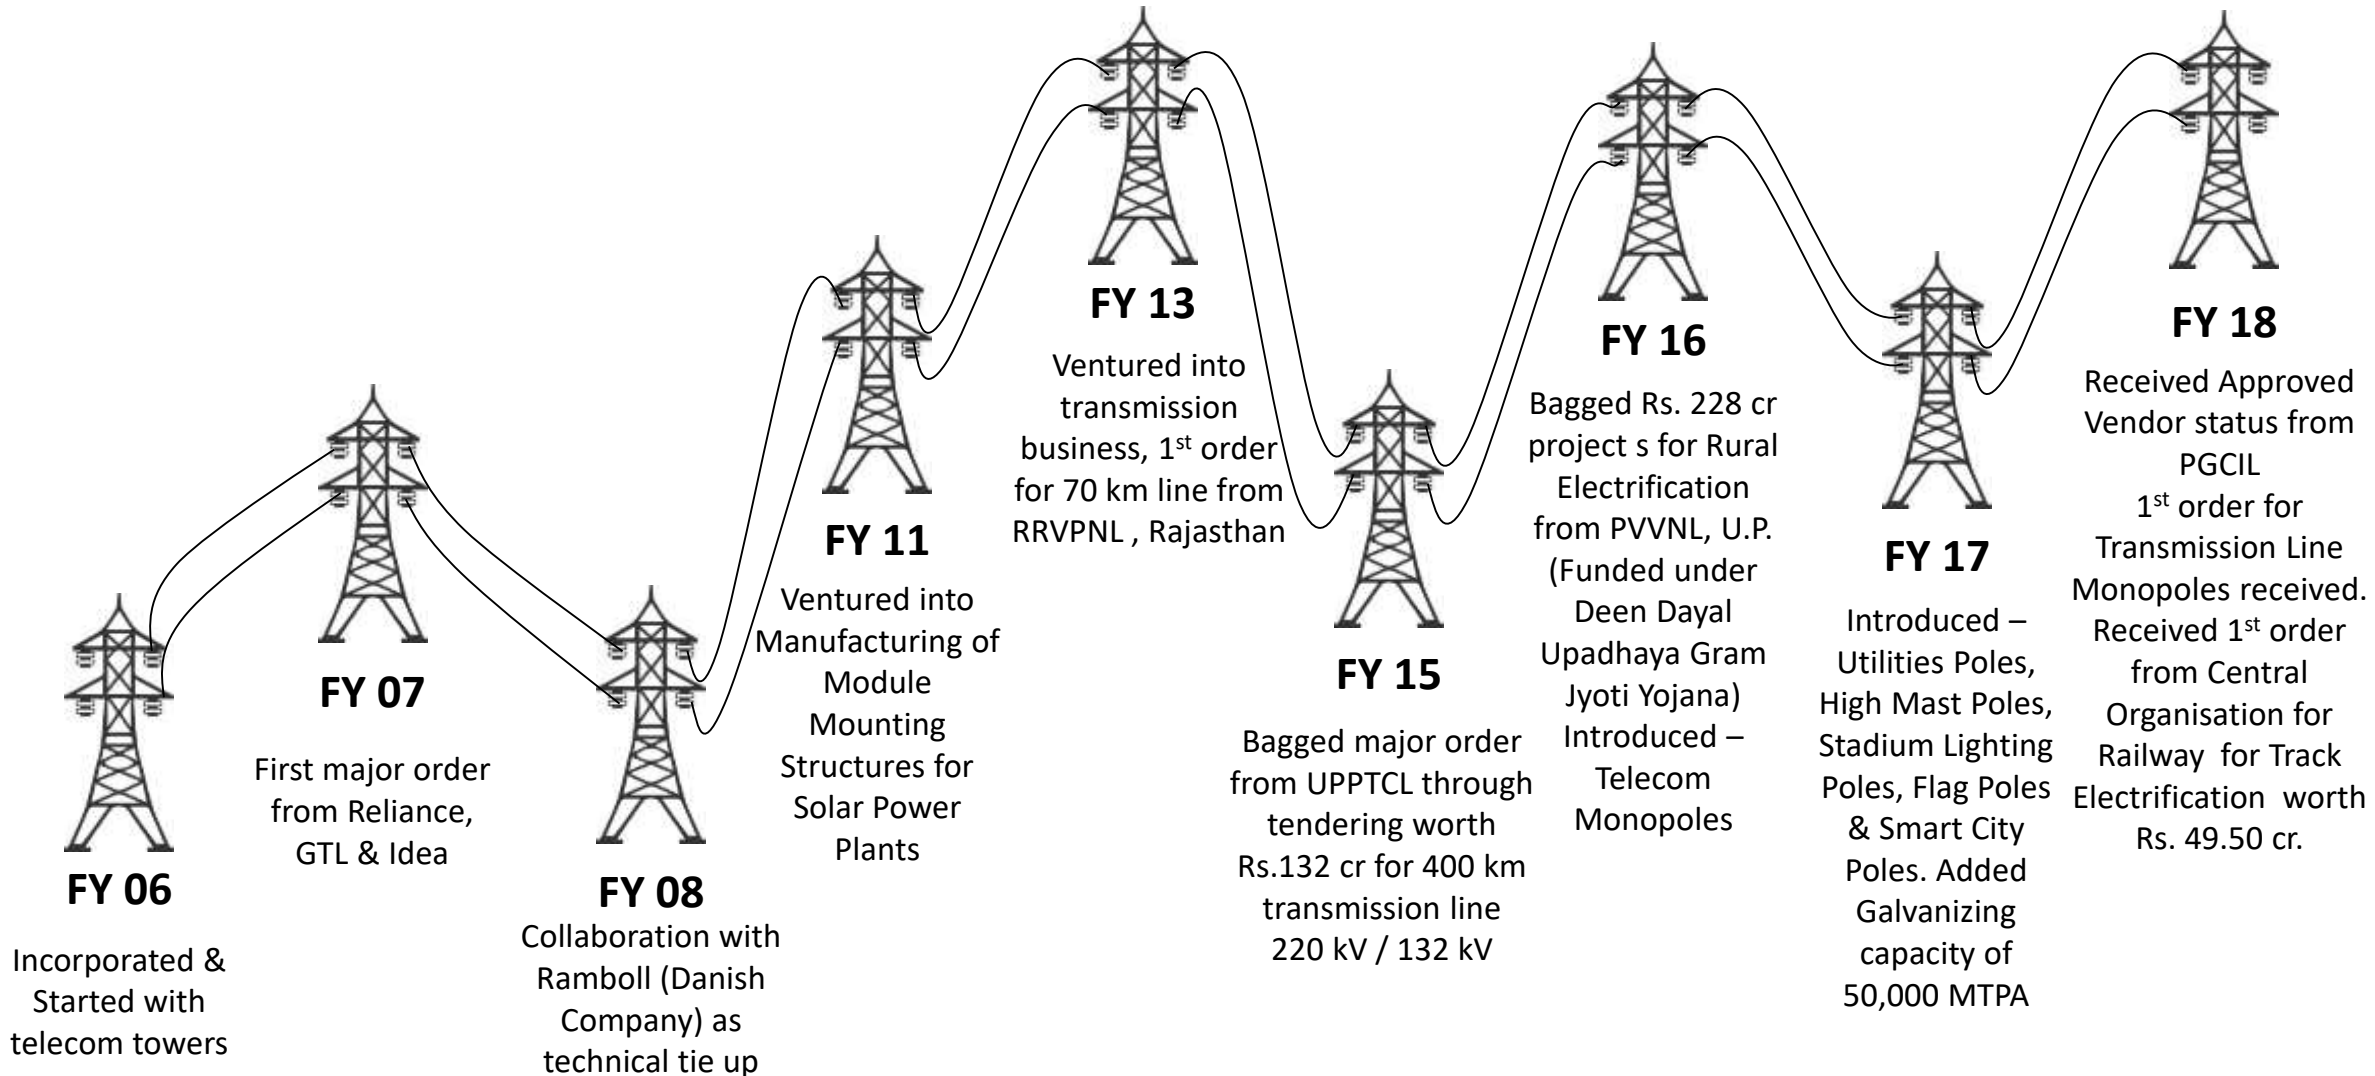 FY 06
Incorporated &
Started with
telecom towers
FY 07
First major order
from Reliance,
GTL & Idea
FY 08
Collaboration with
Ramboll (Danish
Company) as
technical tie up
FY 11
Ventured into
Manufacturing of
Module
Mounting
Structures for
Solar Power
Plants
FY 13
Ventured into
transmission
business, 1st order
for 70 km line from
RRVPNL , Rajasthan
FY 15
Bagged major order
from UPPTCL through
tendering worth
Rs.132 cr for 400 km
transmission line
220 kV / 132 kV
FY 16
Bagged Rs. 228 cr
project s for Rural
Electrification
from PVVNL, U.P.
(Funded under
Deen Dayal
Upadhaya Gram
Jyoti Yojana)
Introduced –
Telecom
Monopoles
FY 17
Introduced –
Utilities Poles,
High Mast Poles,
Stadium Lighting
Poles, Flag Poles
& Smart City
Poles. Added
Galvanizing
capacity of
50,000 MTPA
FY 18
Received Approved
Vendor status from
PGCIL
1st order for
Transmission Line
Monopoles received.
Received 1st order
from Central
Organisation for
Railway for Track
Electrification worth
Rs. 49.50 cr.